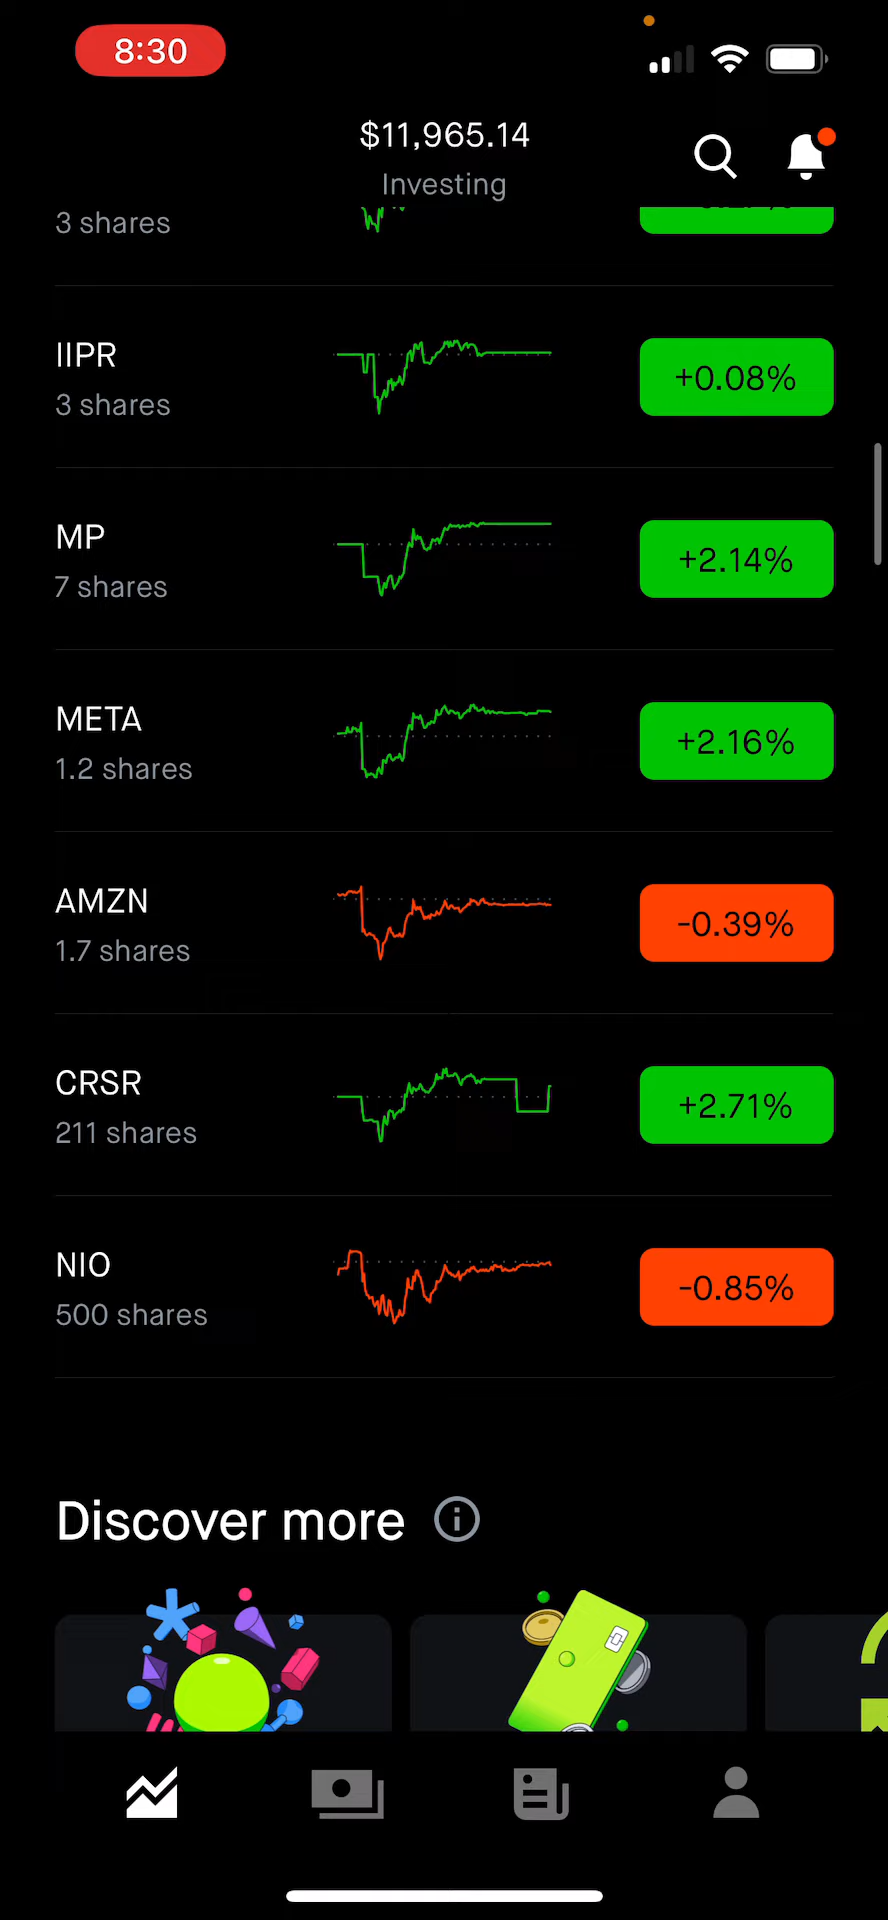 8:30
$11,965.14
Investing
3 shares
IIPR
3 shares
+0.08%
MP
7 shares
+2.14%
META
1.2 shares
+2.16%
AMZN
1.7 shares
-0.39%
CRSR
211 shares
+2.71%
NIO
500 shares
-0.85%
Discover more